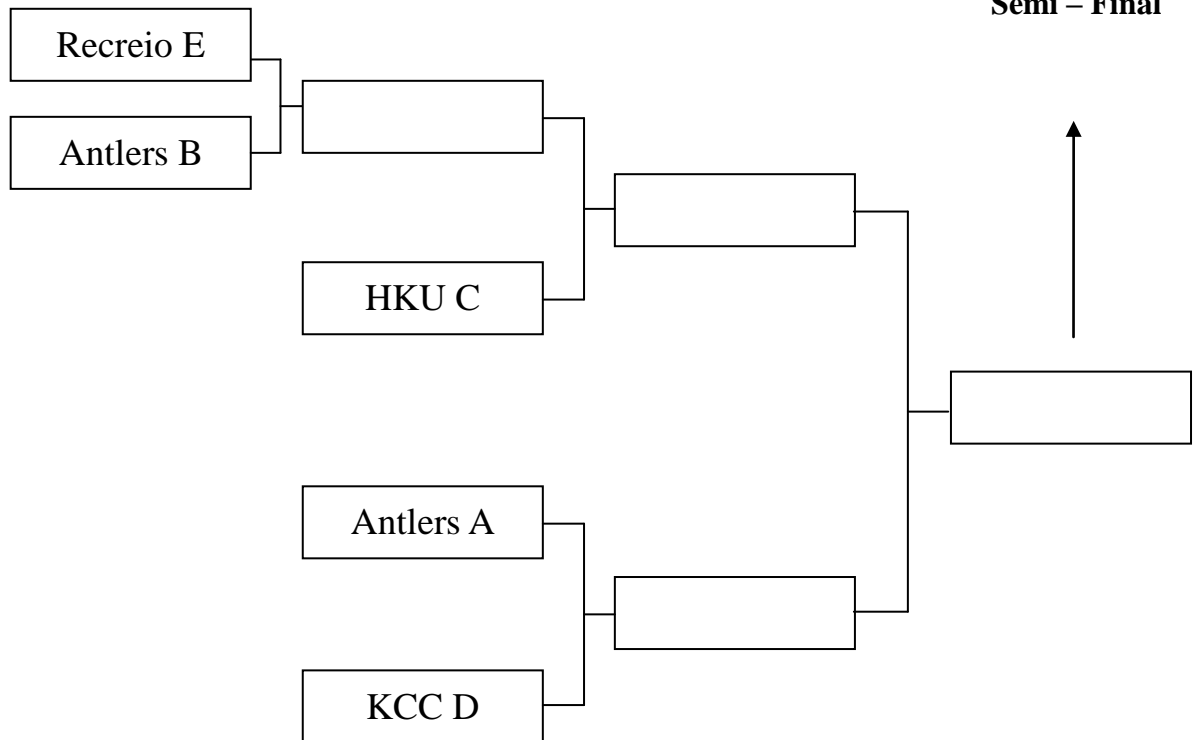 Semi – Final
Recreio E
Antlers B
HKU C
Antlers A
KCC D